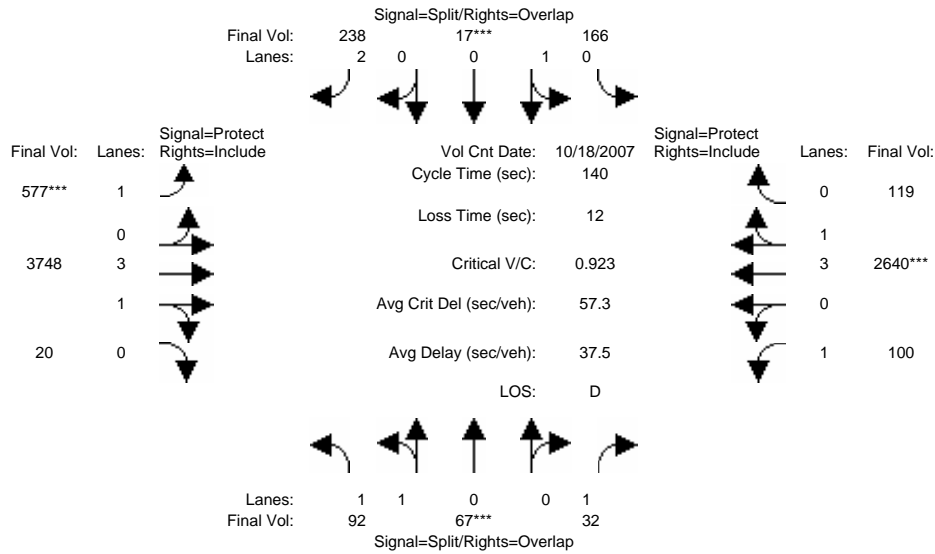 Signal=Split/Rights=Overlap
Final Vol: 238 17*** 166
Lanes: 2 0 0 1 0
Signal=Protect
Final Vol: Lanes: Rights=Include
Vol Cnt Date: 10/18/2007
Signal=Protect
Rights=Include Lanes: Final Vol:
Cycle Time (sec): 140
577*** 1
0 119
Loss Time (sec): 12
0
1
3748 3
Critical V/C: 0.923
3 2640***
1
Avg Crit Del (sec/veh): 57.3
0
20 0
Avg Delay (sec/veh): 37.5
1 100
LOS: D
Lanes: 1 1 0 0 1
Final Vol: 92 67*** 32
Signal=Split/Rights=Overlap